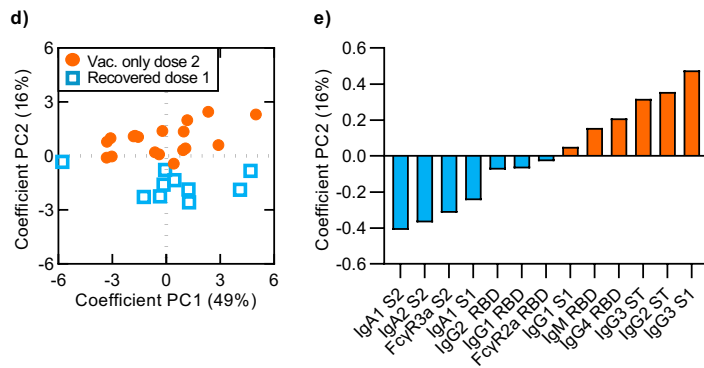 d)
6
3
0
-3
-6
-6
-3
0
3
6
Coefficient PC2 (16%)
Coefficient PC1 (49%)
Vac. only dose 2
Recovered dose 1
e)
0.6
0.4
0.2
0.0
-0.2
-0.4
-0.6
Coefficient PC2 (16%)
IgA1 S2
IgA2 S2
FcγR3a S2
IgA1 S1
IgG2 RBD
IgG1 RBD
FcγR2a RBD
IgG1 S1
IgM RBD
IgG4 RBD
IgG3 ST
IgG2 ST
IgG3 S1